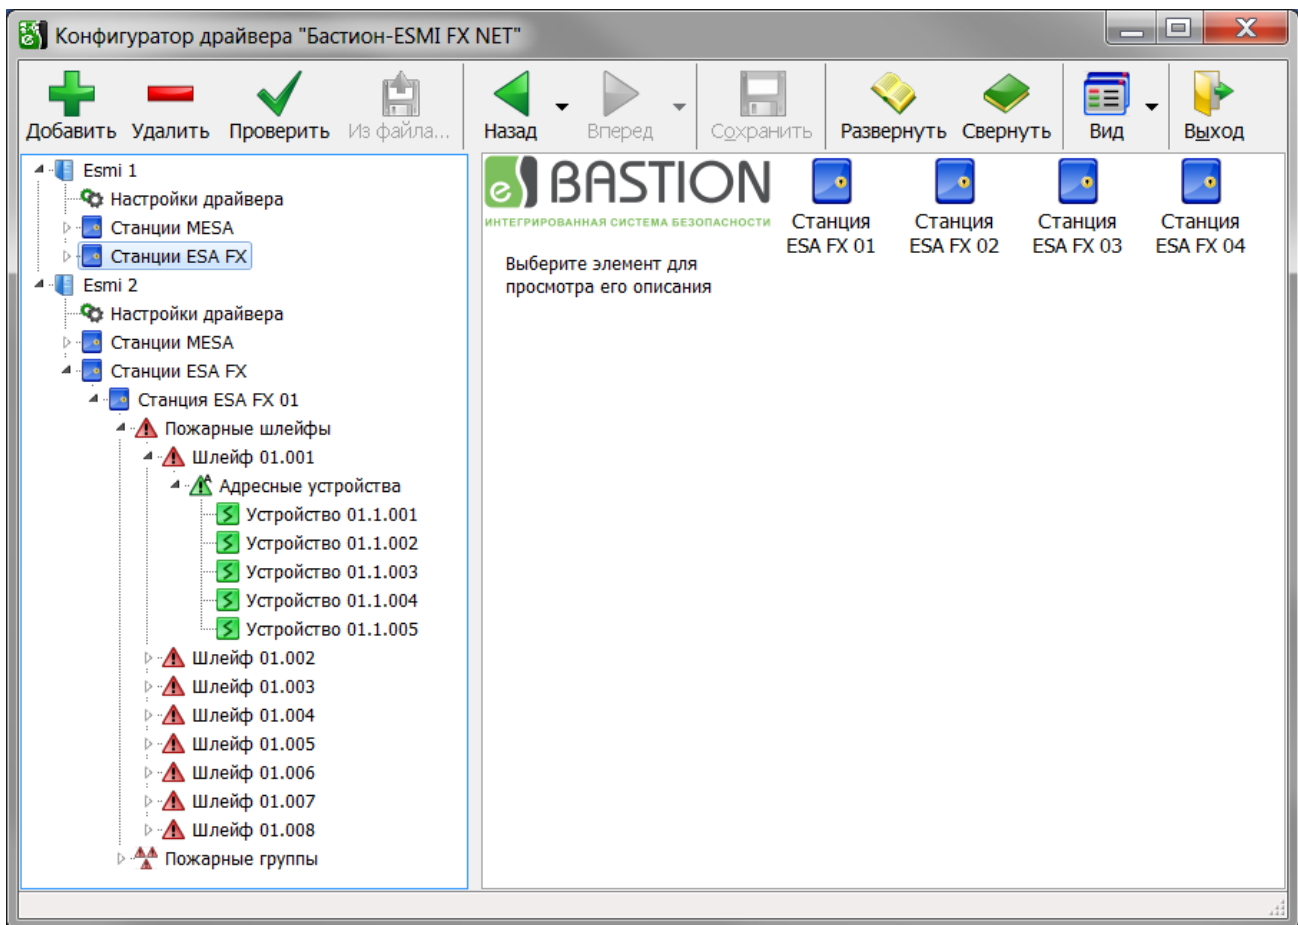 Конфигуратор драйвера "Бастион-ESMI FX NET"
Добавить Удалить Проверить Из файла... Назад Вперед Сохранить Развернуть Свернуть Вид Выход
Esmi 1
Настройки драйвера
Станции MESA
Станции ESA FX
Esmi 2
Настройки драйвера
Станции MESA
Станции ESA FX
Станция ESA FX 01
Пожарные шлейфы
Шлейф 01.001
Адресные устройства
Устройство 01.1.001
Устройство 01.1.002
Устройство 01.1.003
Устройство 01.1.004
Устройство 01.1.005
Шлейф 01.002
Шлейф 01.003
Шлейф 01.004
Шлейф 01.005
Шлейф 01.006
Шлейф 01.007
Шлейф 01.008
Пожарные группы
eS BASTION
ИНТЕГРИРОВАННАЯ СИСТЕМА БЕЗОПАСНОСТИ
Выберите элемент для
просмотра его описания
Станция
ESA FX 01
Станция
ESA FX 02
Станция
ESA FX 03
Станция
ESA FX 04